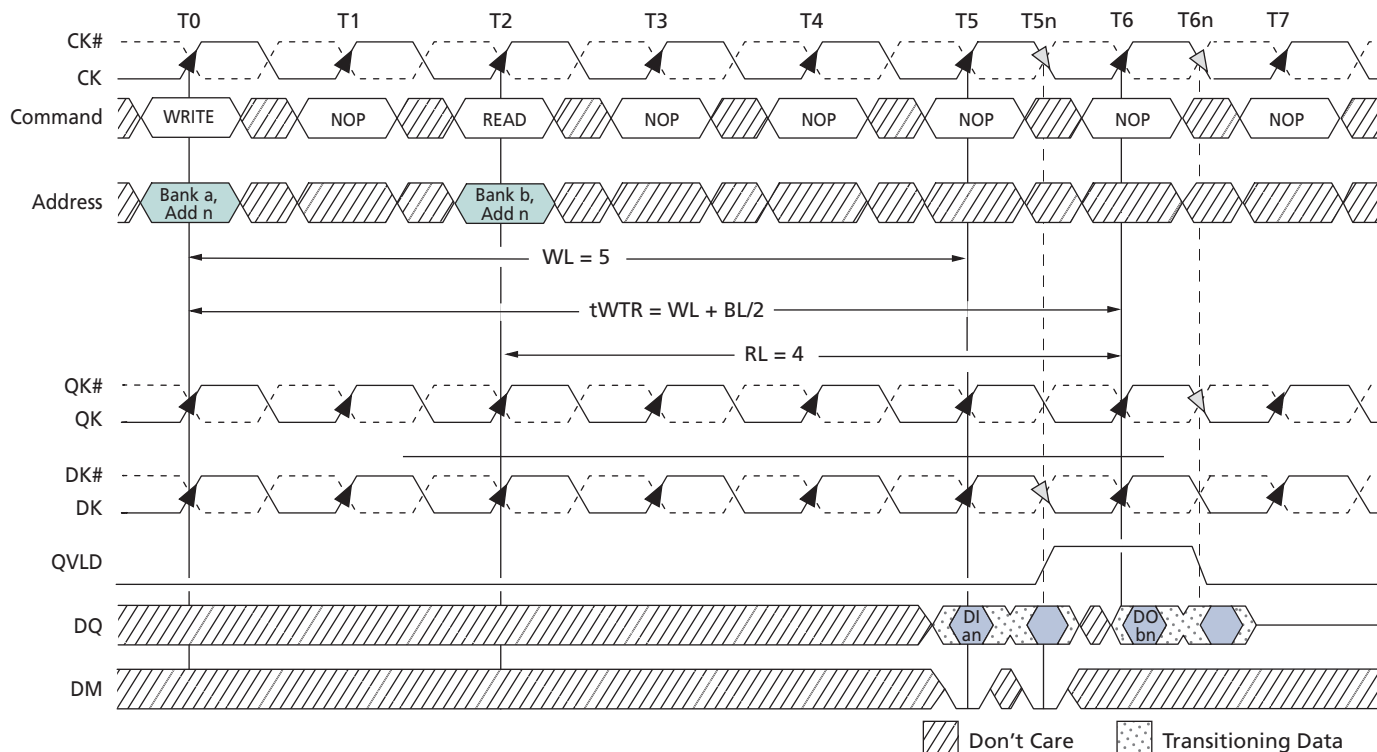 T0 T1 T2 T3 T4 T5 T5n T6 T6n T7
CK#
CK
Command WRITE NOP READ NOP NOP NOP NOP NOP
Address Bank a, Add n Bank b, Add n
WL = 5
tWTR = WL + BL/2
RL = 4
QK#
QK
DK#
DK
QVLD
DQ DI an DO bn
DM
Don't Care Transitioning Data